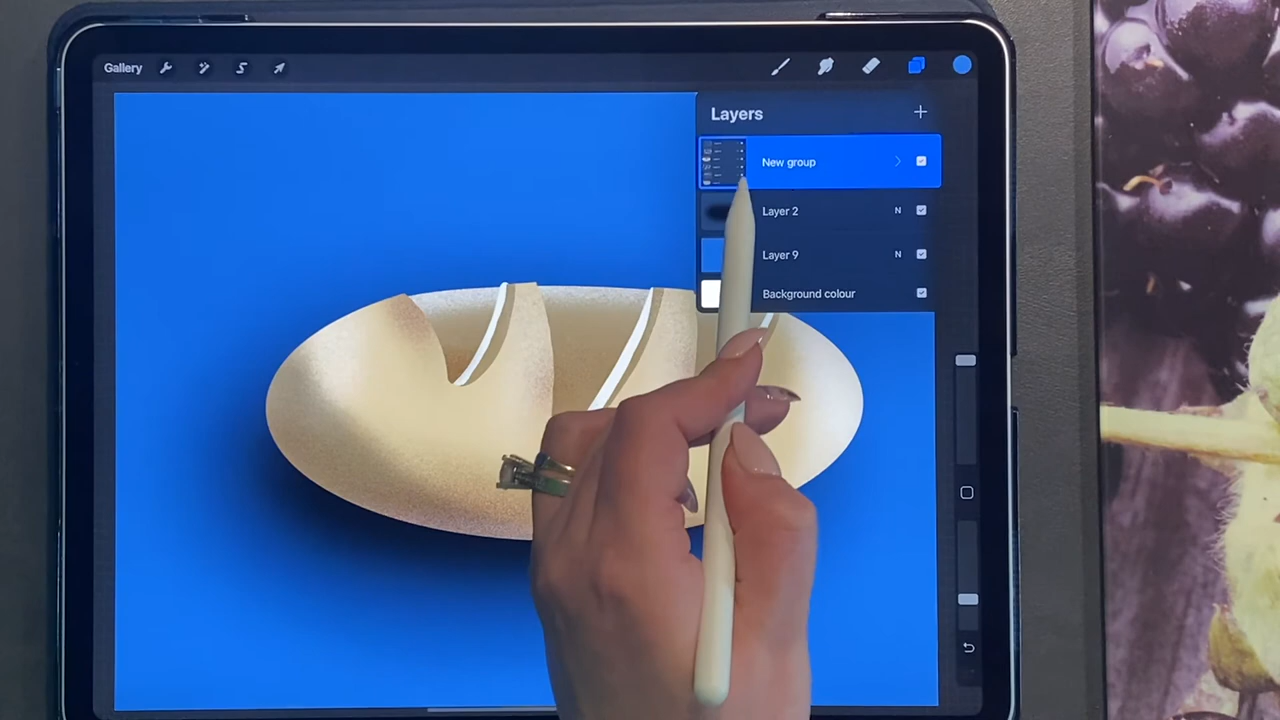 Gallery
Layers
New group
Layer 2 N
Layer 9 N
Background colour